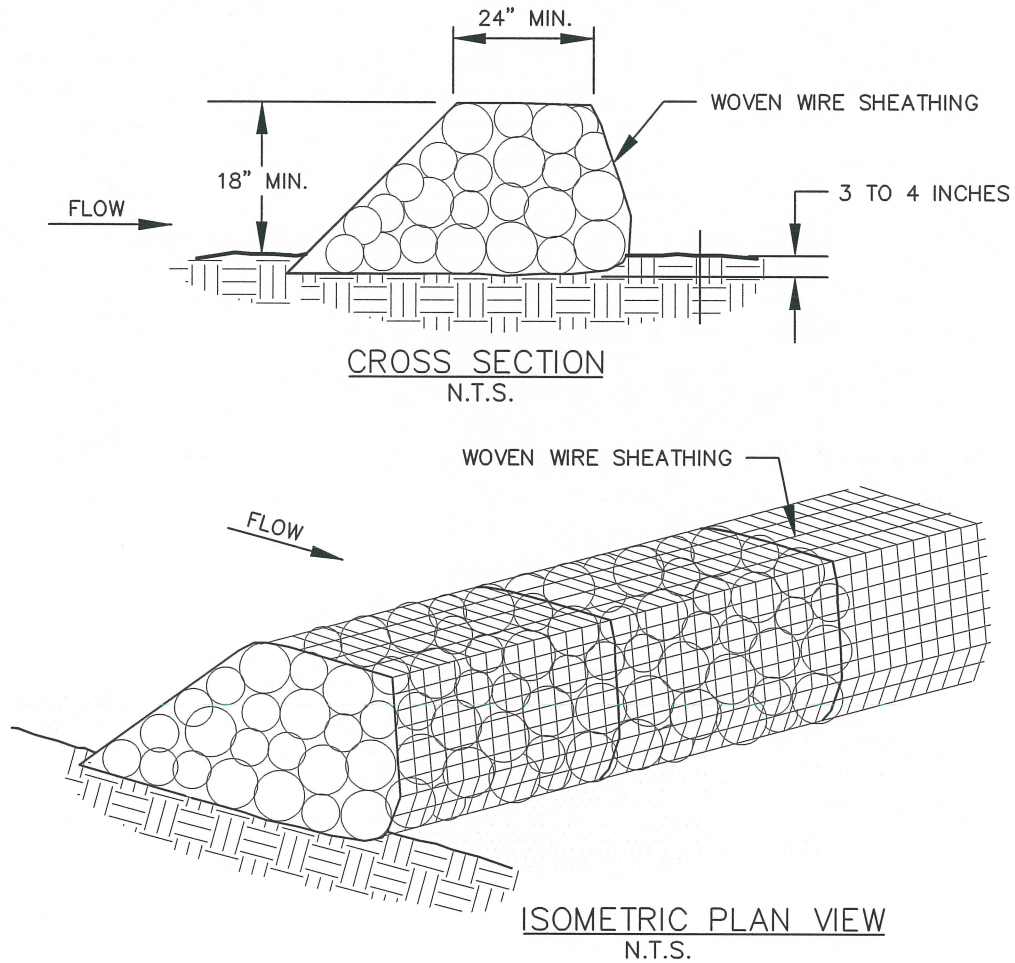 24" MIN.
WOVEN WIRE SHEATHING
18" MIN.
3 TO 4 INCHES
FLOW
CROSS SECTION
N.T.S.
WOVEN WIRE SHEATHING
FLOW
ISOMETRIC PLAN VIEW
N.T.S.